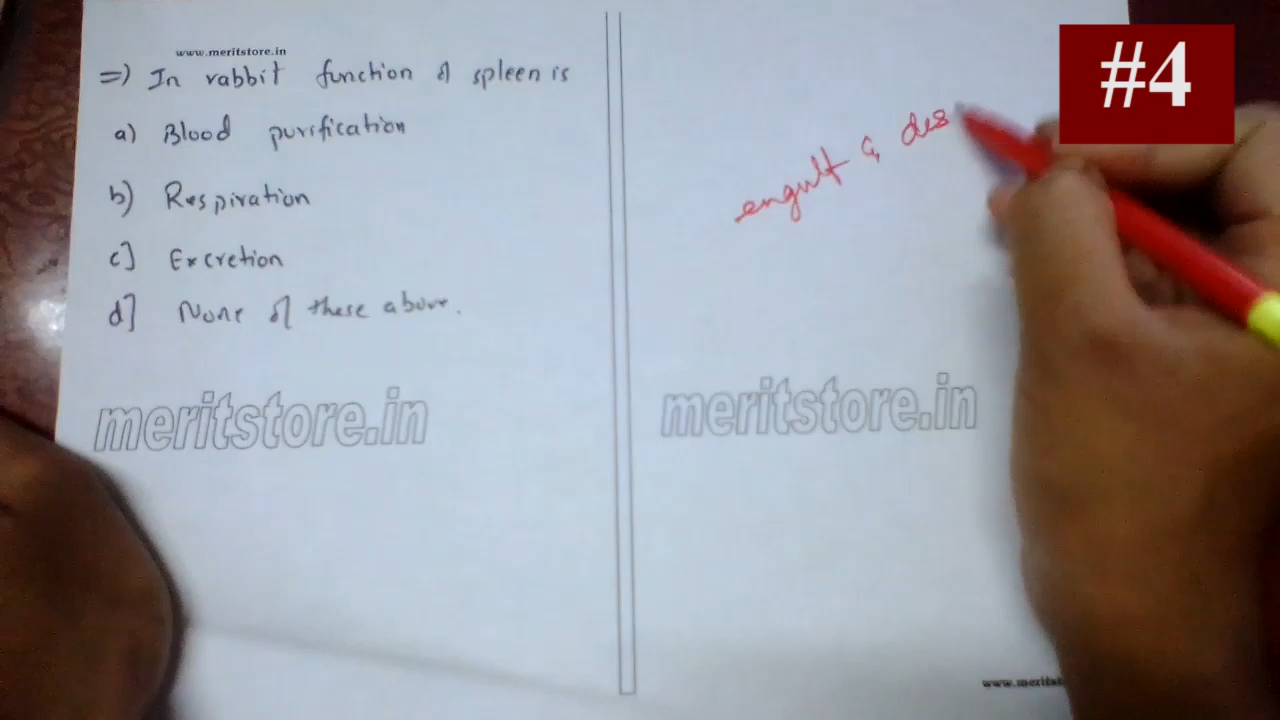 www.meritstore.in
=) In rabbit function of spleen is
a) Blood purification
b) Respiration
c] Excretion
d] None of these above.
meritstore.in
#4
engulf & des
meritstore.in